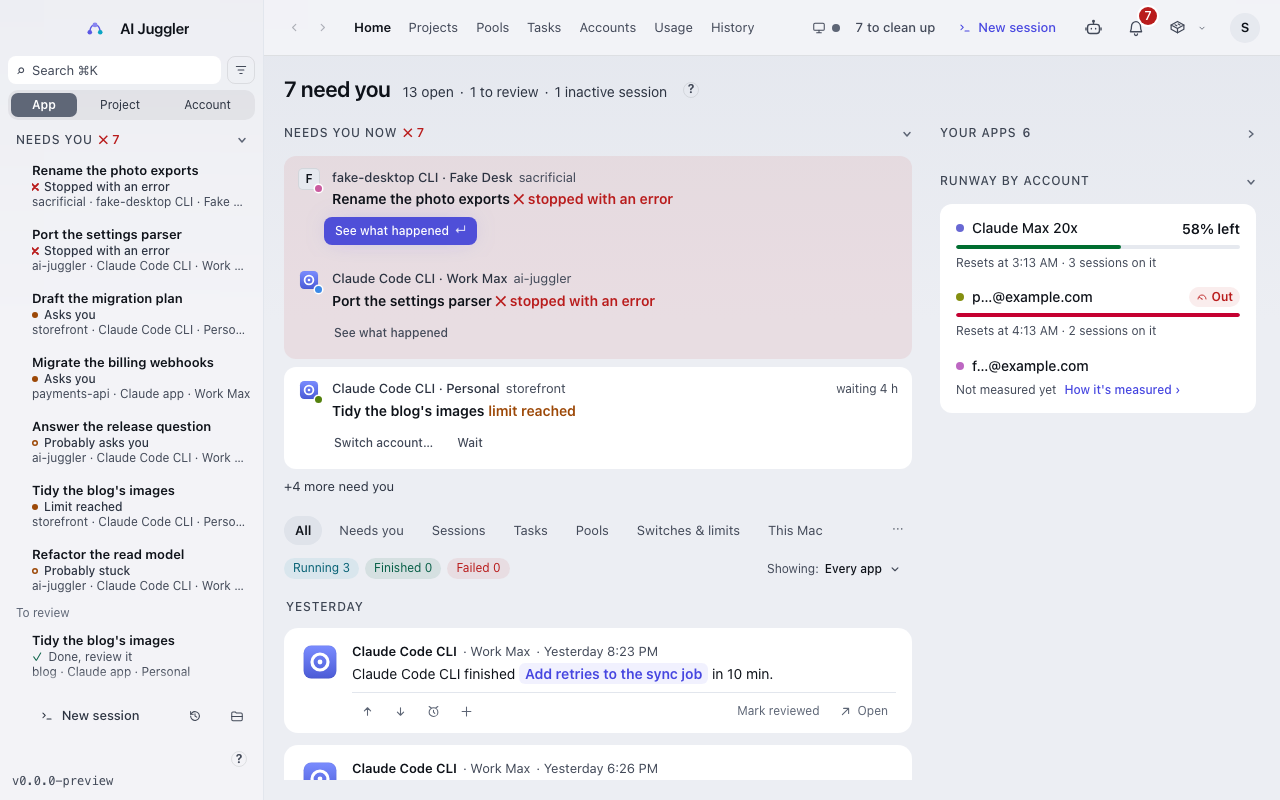 AI Juggler
Search ⌘K
App Project Account
NEEDS YOU ✕ 7
Rename the photo exports
Stopped with an error
sacrificial · fake-desktop CLI · Fake ...
Port the settings parser
Stopped with an error
ai-juggler · Claude Code CLI · Work ...
Draft the migration plan
Asks you
storefront · Claude Code CLI · Perso...
Migrate the billing webhooks
Asks you
payments-api · Claude app · Work Max
Answer the release question
Probably asks you
ai-juggler · Claude Code CLI · Work ...
Tidy the blog's images
Limit reached
storefront · Claude Code CLI · Perso...
Refactor the read model
Probably stuck
ai-juggler · Claude Code CLI · Work ...
To review
Tidy the blog's images
Done, review it
blog · Claude app · Personal
New session
?
v0.0.0-preview
Home Projects Pools Tasks Accounts Usage History
7 to clean up
New session
7
S
7 need you 13 open · 1 to review · 1 inactive session ?
NEEDS YOU NOW ✕ 7
F
fake-desktop CLI · Fake Desk sacrificial
Rename the photo exports ✕ stopped with an error
See what happened ↵
Claude Code CLI · Work Max ai-juggler
Port the settings parser ✕ stopped with an error
See what happened
Claude Code CLI · Personal storefront waiting 4 h
Tidy the blog's images limit reached
Switch account... Wait
+4 more need you
All Needs you Sessions Tasks Pools Switches & limits This Mac ...
Running 3 Finished 0 Failed 0
Showing: Every app
YESTERDAY
Claude Code CLI · Work Max · Yesterday 8:23 PM
Claude Code CLI finished Add retries to the sync job in 10 min.
Mark reviewed Open
Claude Code CLI · Work Max · Yesterday 6:26 PM
YOUR APPS 6
RUNWAY BY ACCOUNT
Claude Max 20x 58% left
Resets at 3:13 AM · 3 sessions on it
p...@example.com Out
Resets at 4:13 AM · 2 sessions on it
f...@example.com
Not measured yet How it's measured ›